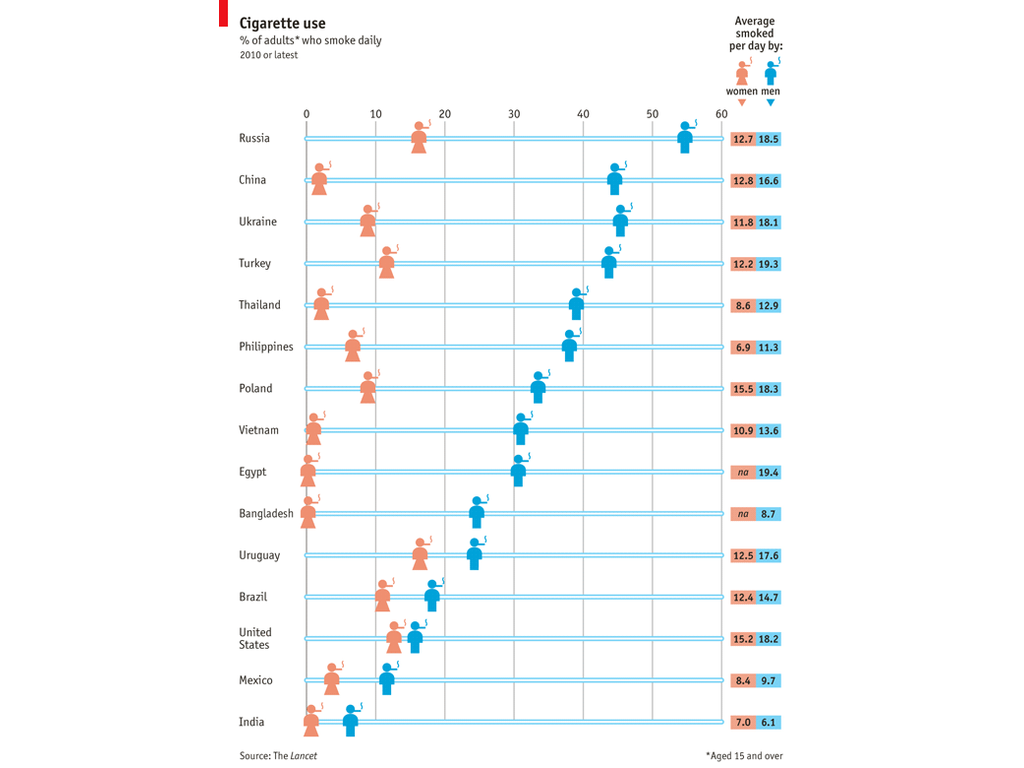 Cigarette use
% of adults* who smoke daily
2010 or latest
Average
smoked
per day by:
women men
0 10 20 30 40 50 60
Russia 12.7 18.5
China 12.8 16.6
Ukraine 11.8 18.1
Turkey 12.2 19.3
Thailand 8.6 12.9
Philippines 6.9 11.3
Poland 15.5 18.3
Vietnam 10.9 13.6
Egypt na 19.4
Bangladesh na 8.7
Uruguay 12.5 17.6
Brazil 12.4 14.7
United
States 15.2 18.2
Mexico 8.4 9.7
India 7.0 6.1
Source: The Lancet
*Aged 15 and over